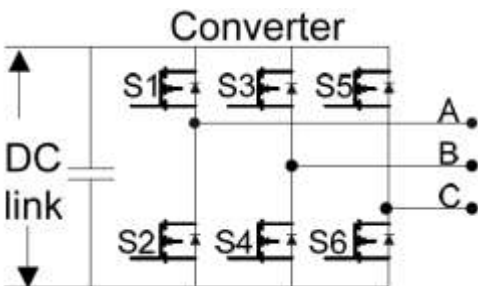 Converter
S1 S3 S5
A
DC
B
link
C
S2 S4 S6